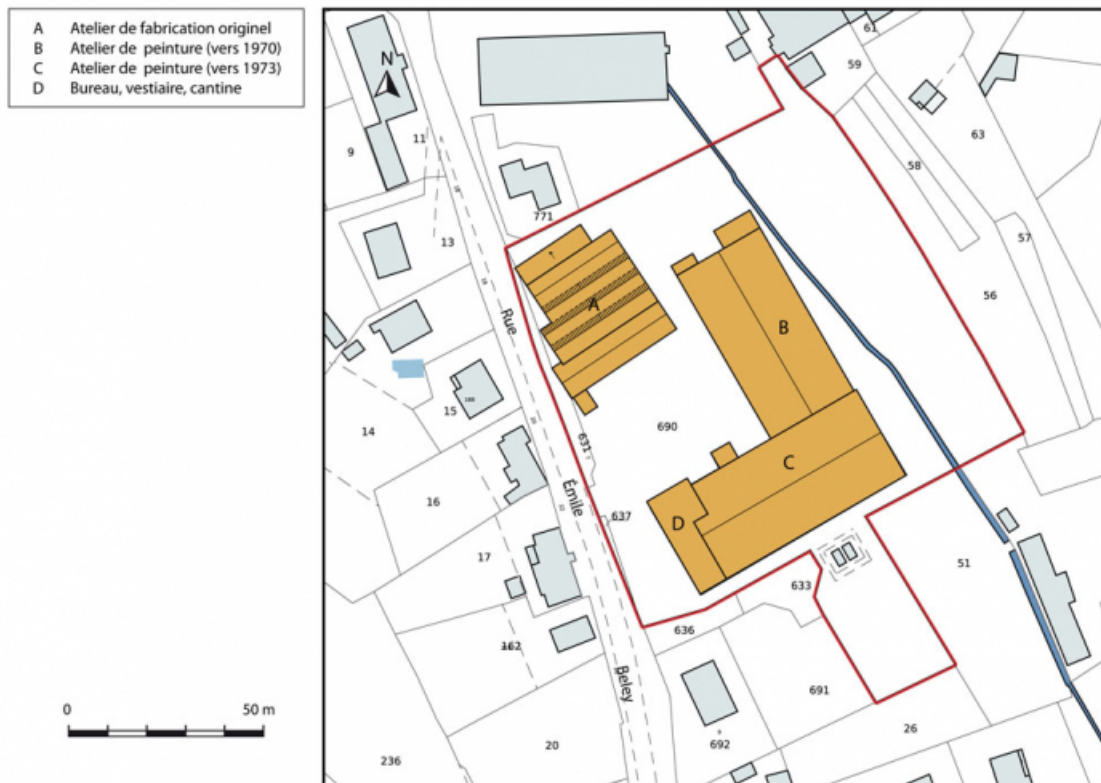 A Atelier de fabrication originel
B Atelier de peinture (vers 1970)
C Atelier de peinture (vers 1973)
D Bureau, vestiaire, cantine
N
61
59
63
58
57
56
9
11
13
771
Rue
A
B
14
15
16
17
631
690
637
Émile
C
D
51
633
636
162
Beley
691
692
26
20
236
0 50 m